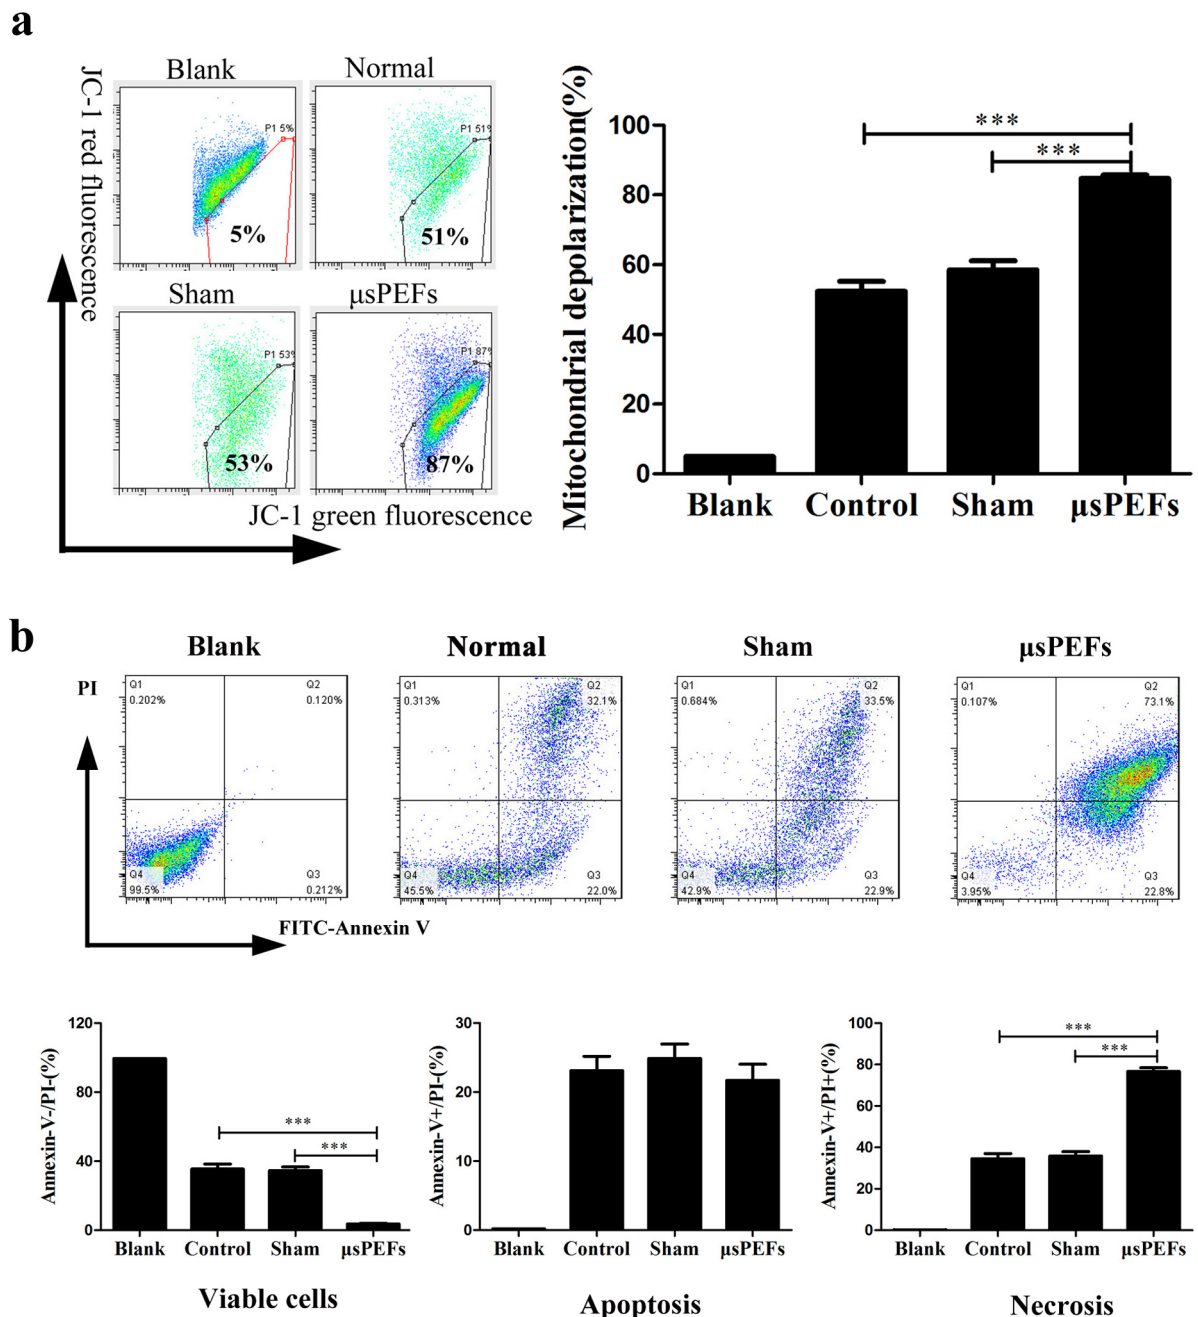 a
JC-1 red fluorescence
Blank
P1 5%
5%
Normal
P1 51%
51%
Sham
P1 53%
53%
μsPEFs
P1 87%
87%
JC-1 green fluorescence
Mitochondrial depolarization(%)
100
80
60
40
20
0
***
***
Blank Control Sham μsPEFs
b
Blank Normal Sham μsPEFs
PI
Q1
0.202%
Q2
0.120%
Q4
99.5%
Q3
0.212%
Q1
0.313%
Q2
32.1%
Q4
45.5%
Q3
22.0%
Q1
0.684%
Q2
33.5%
Q4
42.9%
Q3
22.9%
Q1
0.107%
Q2
73.1%
Q4
3.95%
Q3
22.8%
FITC-Annexin V
Annexin-V-/PI-(%)
120
80
40
0
***
***
Blank Control Sham μsPEFs
Viable cells
Annexin-V+/PI-(%)
30
20
10
0
Blank Control Sham μsPEFs
Apoptosis
Annexin-V+/PI+(%)
100
80
60
40
20
0
***
***
Blank Control Sham μsPEFs
Necrosis